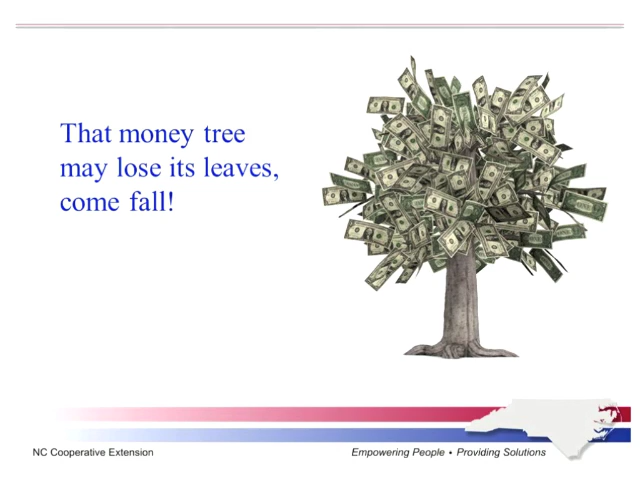 That money tree
may lose its leaves,
come fall!
NC Cooperative Extension
Empowering People • Providing Solutions